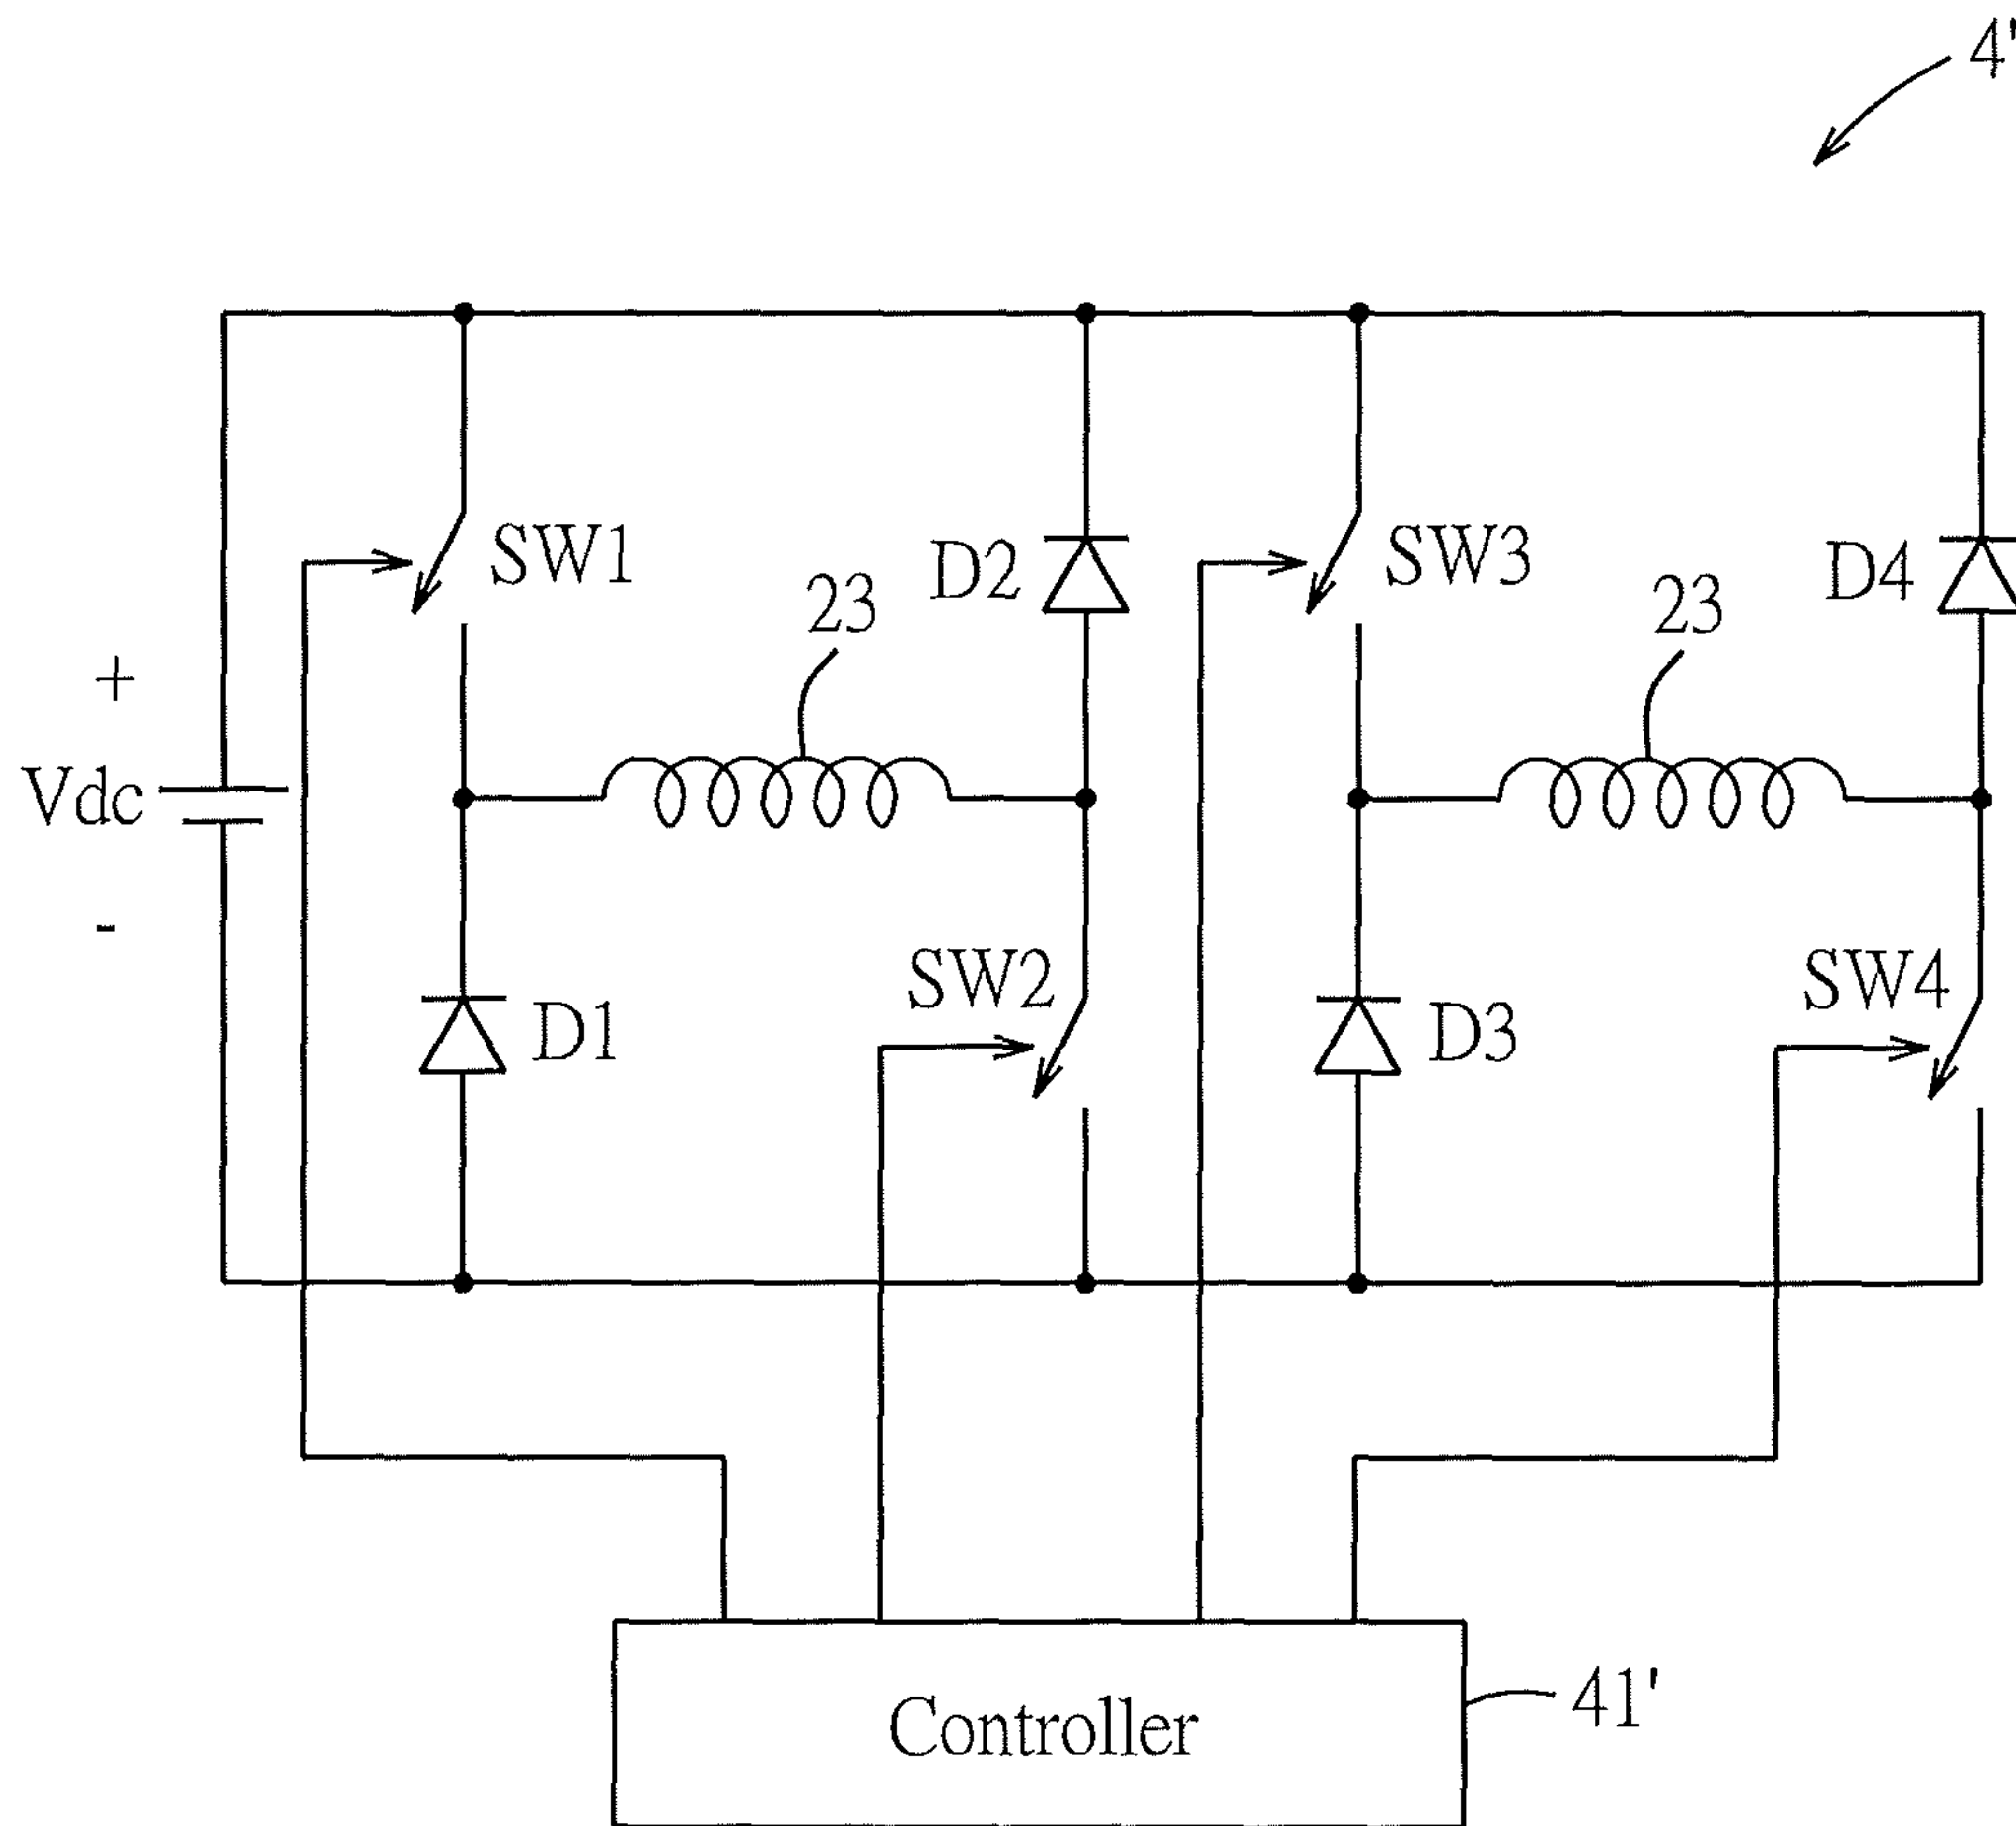 4'
SW1
D2
SW3
D4
23
23
+
Vdc
-
SW2
SW4
D1
D3
41'
Controller